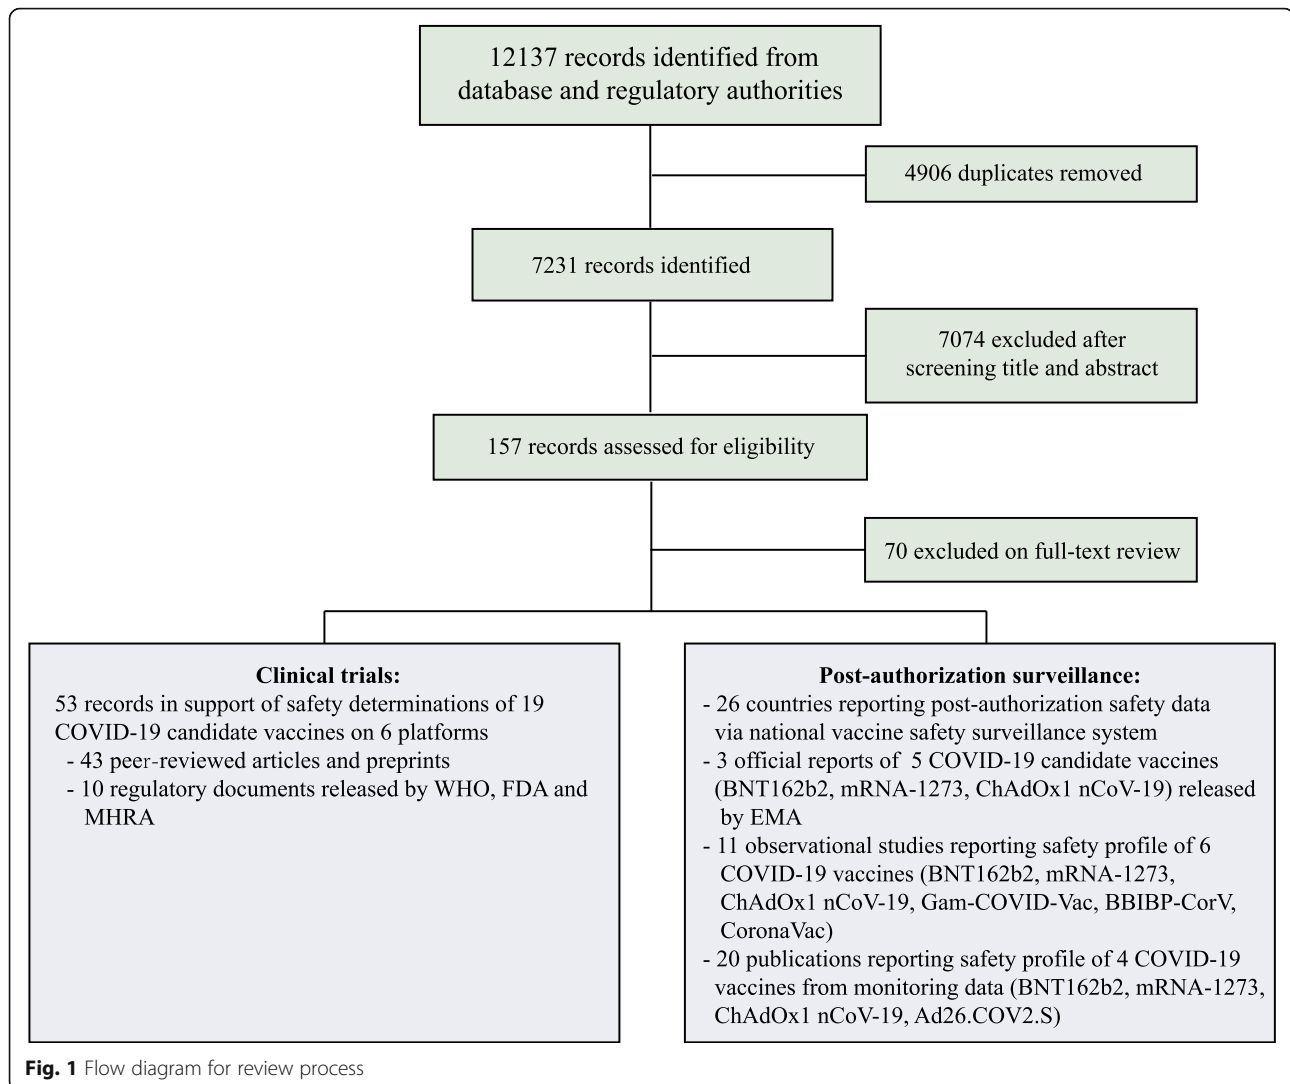 12137 records identified from
database and regulatory authorities
4906 duplicates removed
7231 records identified
7074 excluded after
screening title and abstract
157 records assessed for eligibility
70 excluded on full-text review
Clinical trials:
53 records in support of safety determinations of 19
COVID-19 candidate vaccines on 6 platforms
- 43 peer-reviewed articles and preprints
- 10 regulatory documents released by WHO, FDA and
MHRA
Post-authorization surveillance:
- 26 countries reporting post-authorization safety data
via national vaccine safety surveillance system
- 3 official reports of 5 COVID-19 candidate vaccines
(BNT162b2, mRNA-1273, ChAdOx1 nCoV-19) released
by EMA
- 11 observational studies reporting safety profile of 6
COVID-19 vaccines (BNT162b2, mRNA-1273,
ChAdOx1 nCoV-19, Gam-COVID-Vac, BBIBP-CorV,
CoronaVac)
- 20 publications reporting safety profile of 4 COVID-19
vaccines from monitoring data (BNT162b2, mRNA-1273,
ChAdOx1 nCoV-19, Ad26.COV2.S)
Fig. 1 Flow diagram for review process